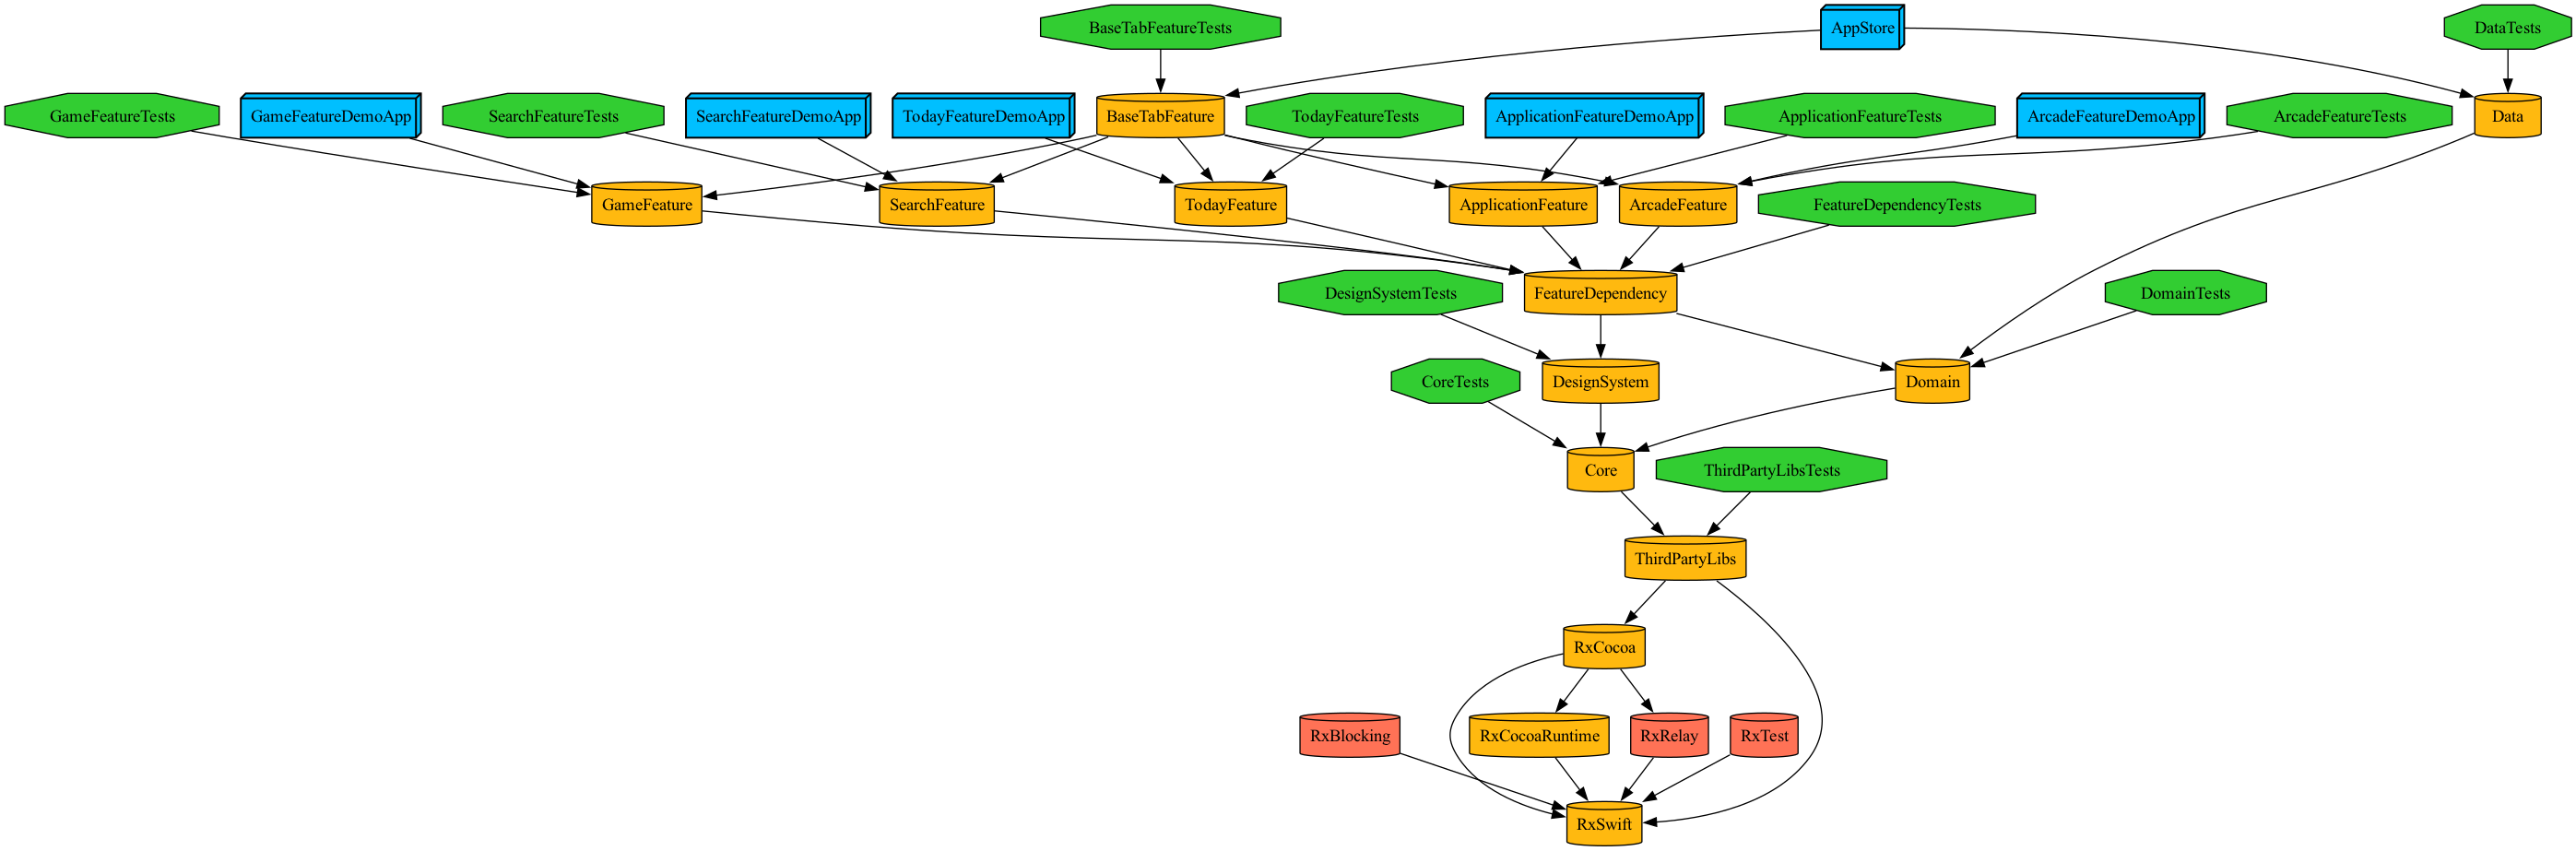 BaseTabFeatureTests
AppStore
DataTests
GameFeatureTests
GameFeatureDemoApp
SearchFeatureTests
SearchFeatureDemoApp
TodayFeatureDemoApp
BaseTabFeature
TodayFeatureTests
ApplicationFeatureDemoApp
ApplicationFeatureTests
ArcadeFeatureDemoApp
ArcadeFeatureTests
Data
GameFeature
SearchFeature
TodayFeature
ApplicationFeature
ArcadeFeature
FeatureDependencyTests
DesignSystemTests
FeatureDependency
DomainTests
CoreTests
DesignSystem
Domain
Core
ThirdPartyLibsTests
ThirdPartyLibs
RxCocoa
RxBlocking
RxCocoaRuntime
RxRelay
RxTest
RxSwift